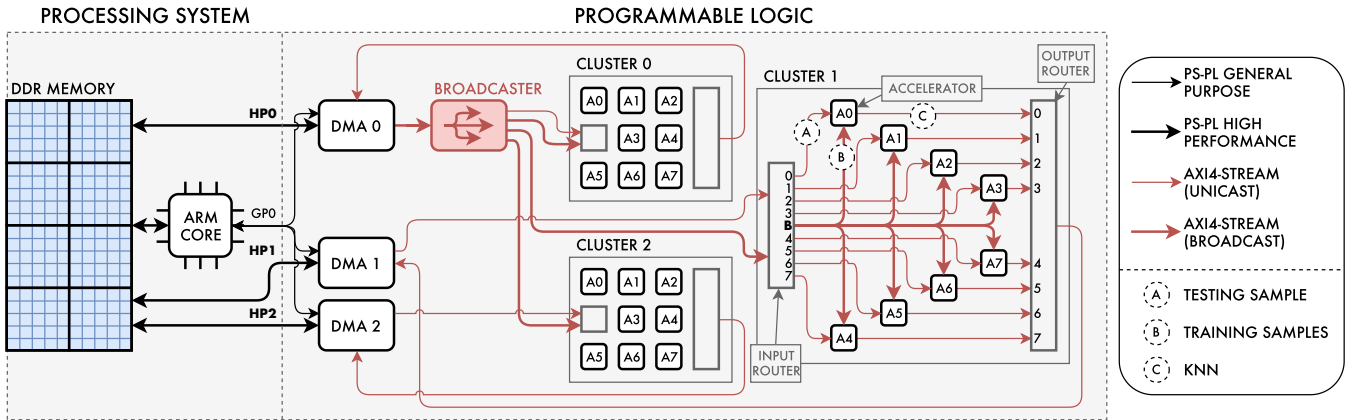 PROCESSING SYSTEM
PROGRAMMABLE LOGIC
DDR MEMORY
HP0
ARM
CORE
GP0
HP1
HP2
DMA 0
DMA 1
DMA 2
BROADCASTER
CLUSTER 0
A0 A1 A2
A3 A4
A5 A6 A7
CLUSTER 2
A0 A1 A2
A3 A4
A5 A6 A7
CLUSTER 1
ACCELERATOR
OUTPUT
ROUTER
INPUT
ROUTER
0
1
2
3
B
4
5
6
7
A
B
C
A0
A1
A2
A3
A7
A6
A5
A4
0
1
2
3
4
5
6
7
PS-PL GENERAL
PURPOSE
PS-PL HIGH
PERFORMANCE
AXI4-STREAM
(UNICAST)
AXI4-STREAM
(BROADCAST)
A TESTING SAMPLE
B TRAINING SAMPLES
C KNN